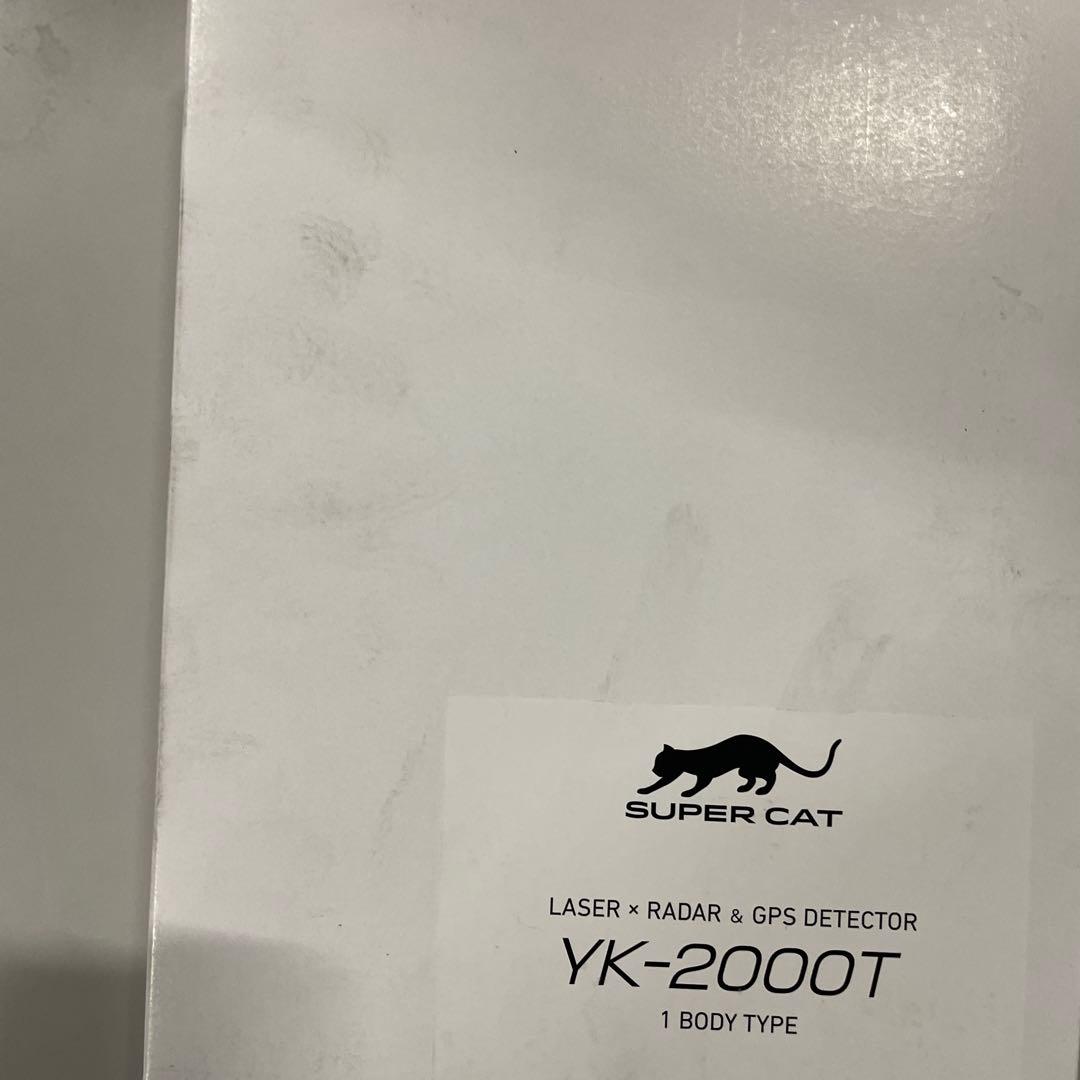 SUPER CAT
LASER × RADAR & GPS DETECTOR
YK-2000T
1 BODY TYPE